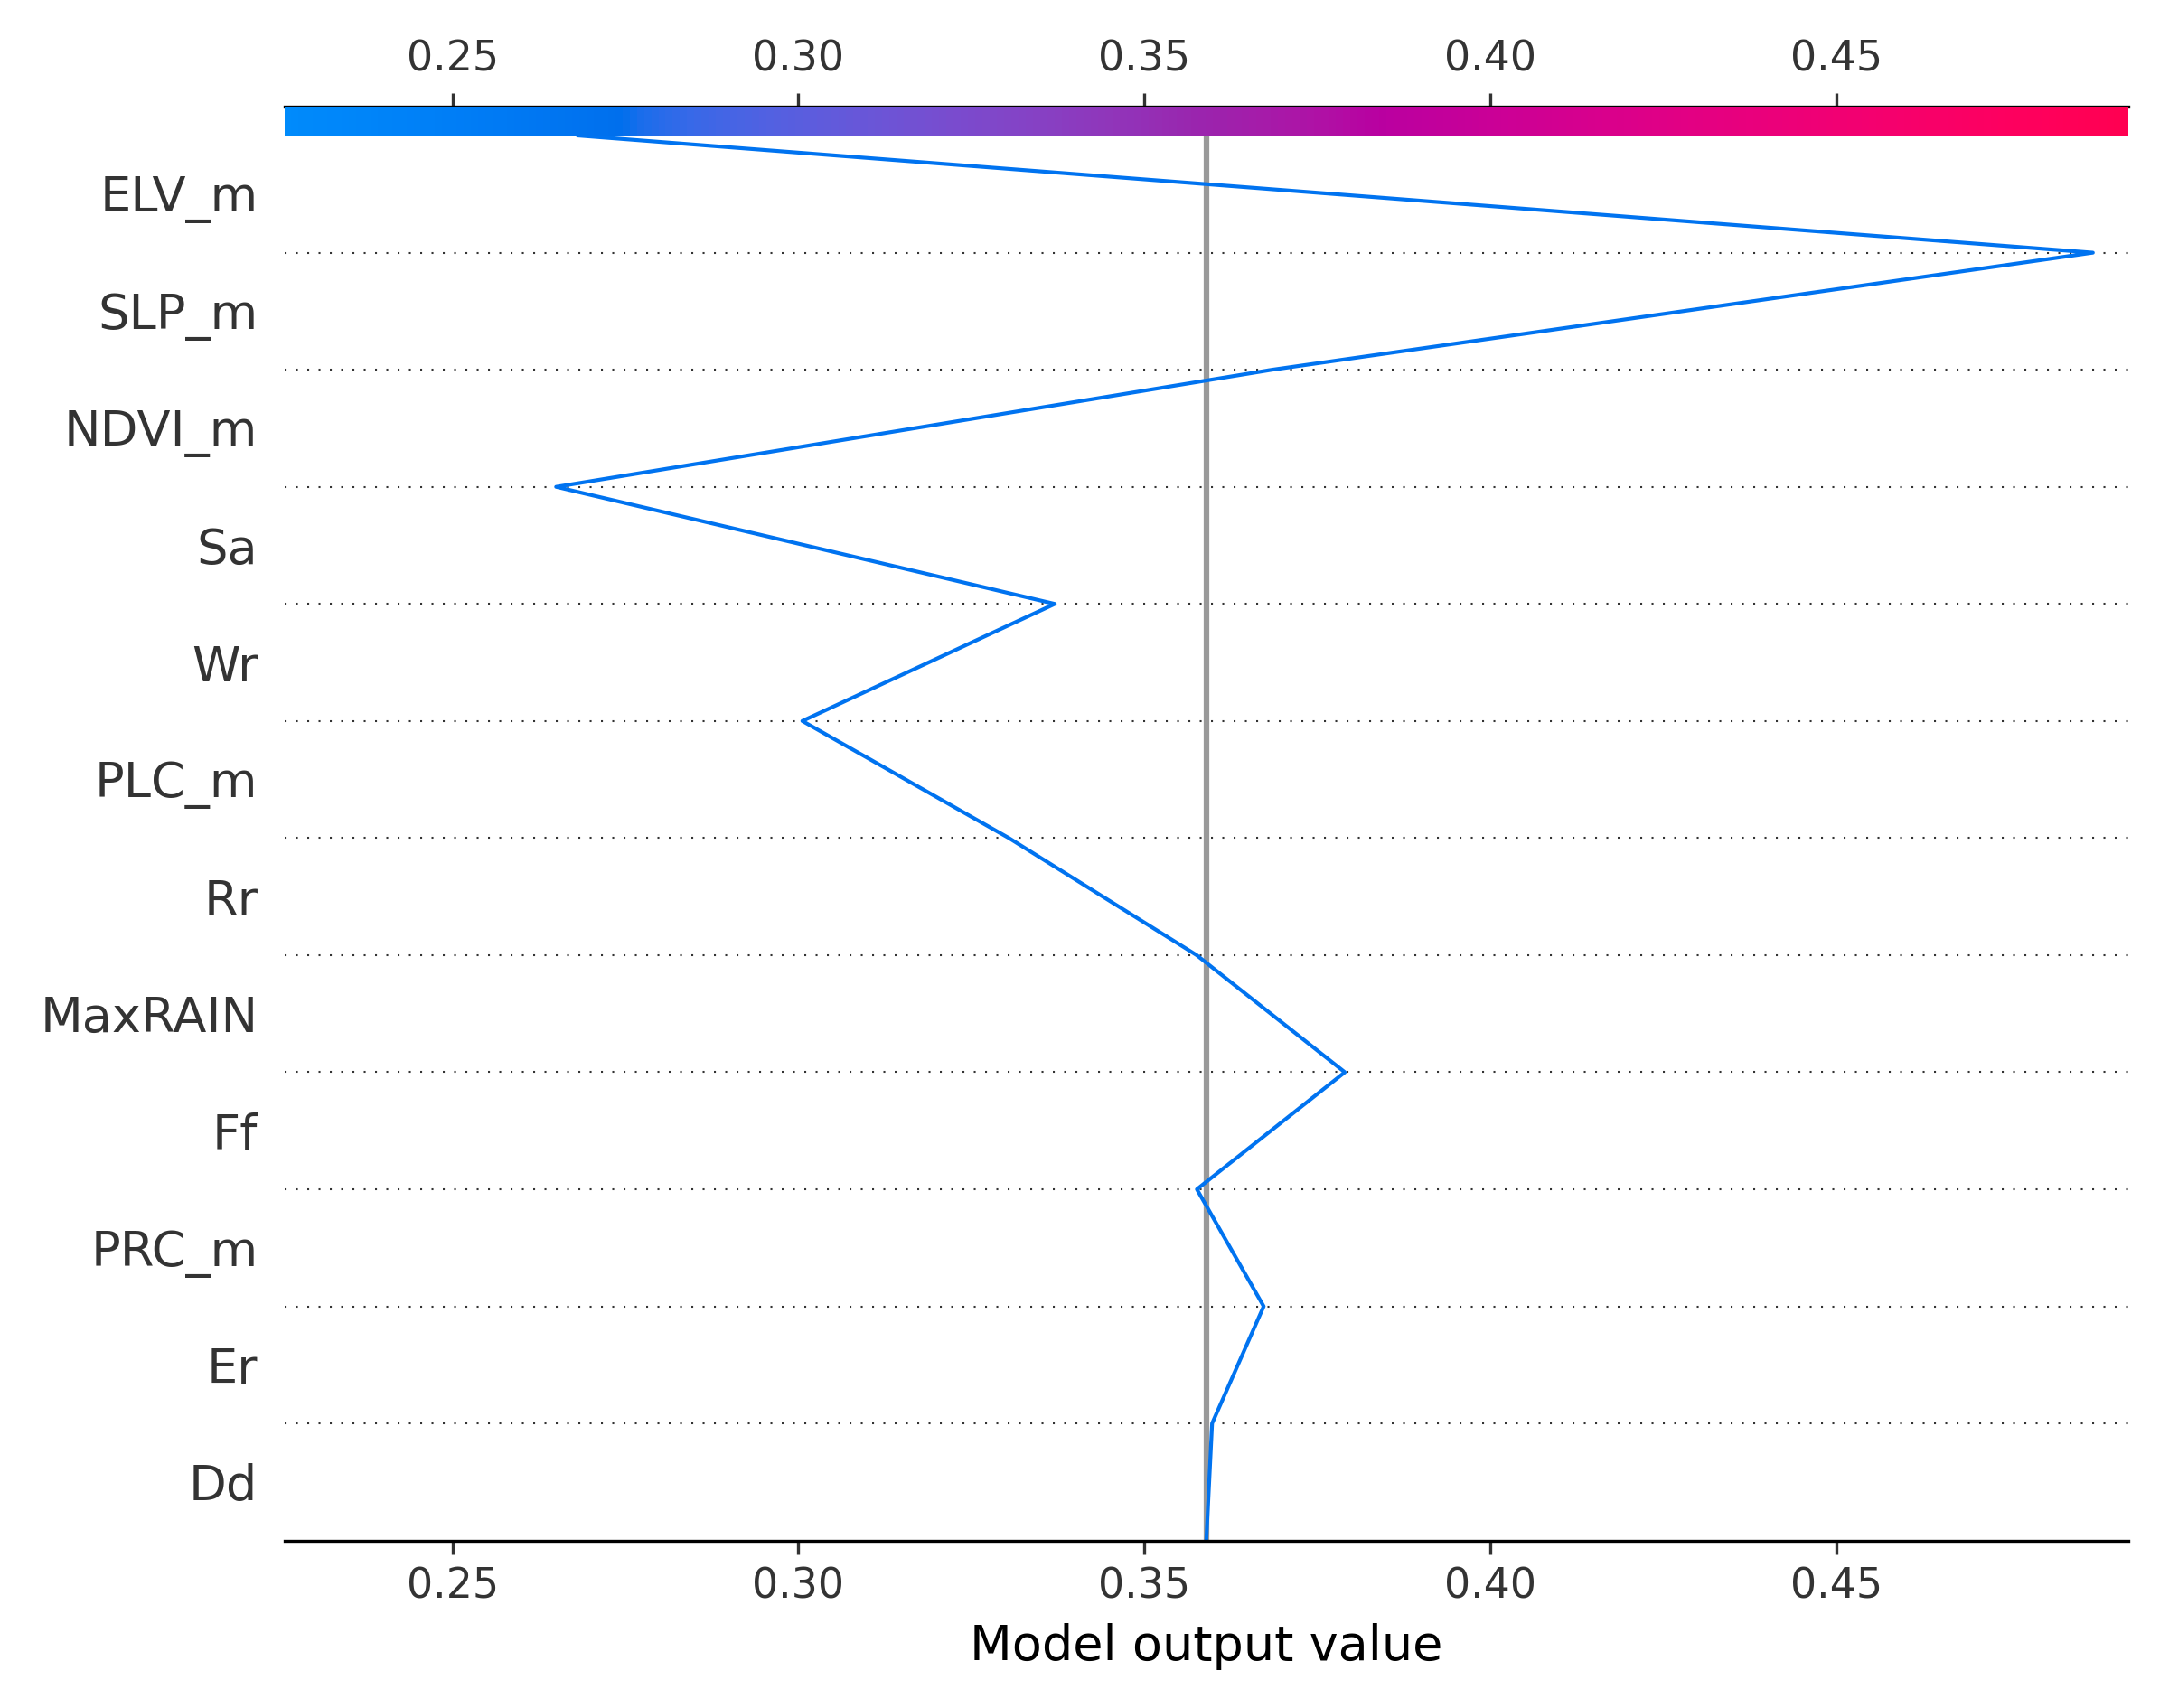 0.25 0.30 0.35 0.40 0.45
ELV_m
SLP_m
NDVI_m
Sa
Wr
PLC_m
Rr
MaxRAIN
Ff
PRC_m
Er
Dd
0.25 0.30 0.35 0.40 0.45
Model output value